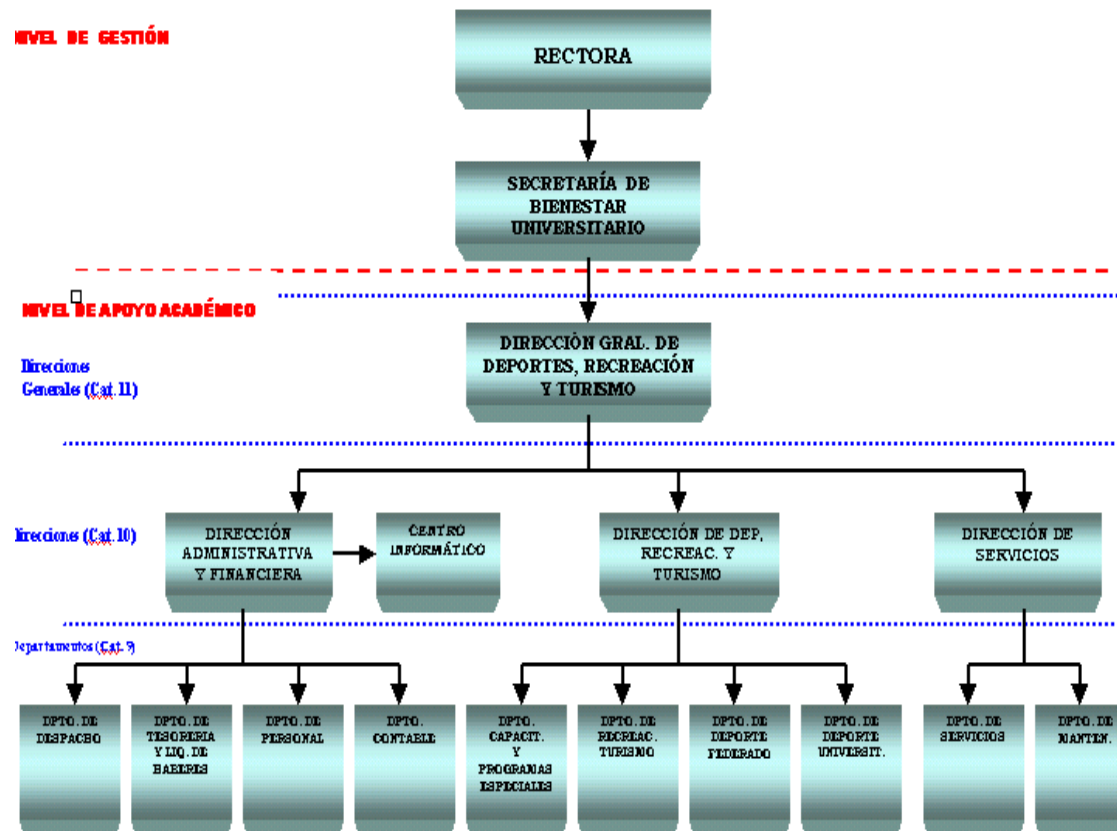 NIVEL DE GESTIÓN
RECTORA
SECRETARÍA DE
BIENESTAR
UNIVERSITARIO
NIVEL DE APOYO ACADÉMICO
DIRECCIÓN GRAL. DE
DEPORTES, RECREACIÓN
Y TURISMO
Direcciones
Generales (Cat. 11)
Direcciones (Cat. 10)
DIRECCIÓN
ADMINISTRATIVA
Y FINANCIERA
CENTRO
INFORMÁTICO
DIRECCIÓN DE DEP,
RECREAC. Y
TURISMO
DIRECCIÓN DE
SERVICIOS
Departamentos (Cat. 9)
DPTO. DE
DESPACHO
DPTO. DE
TESORERIA
Y LIQ. DE
HABERES
DPTO. DE
PERSONAL
DPTO.
CONTABLE
DPTO.
CAPACIT.
Y
PROGRAMAS
ESPECIALES
DPTO. DE
RECREAC.
TURISMO
DPTO. DE
DEPORTE
FEDERADO
DPTO. DE
DEPORTE
UNIVERSIT.
DPTO. DE
SERVICIOS
DPTO. DE
MANTEN.